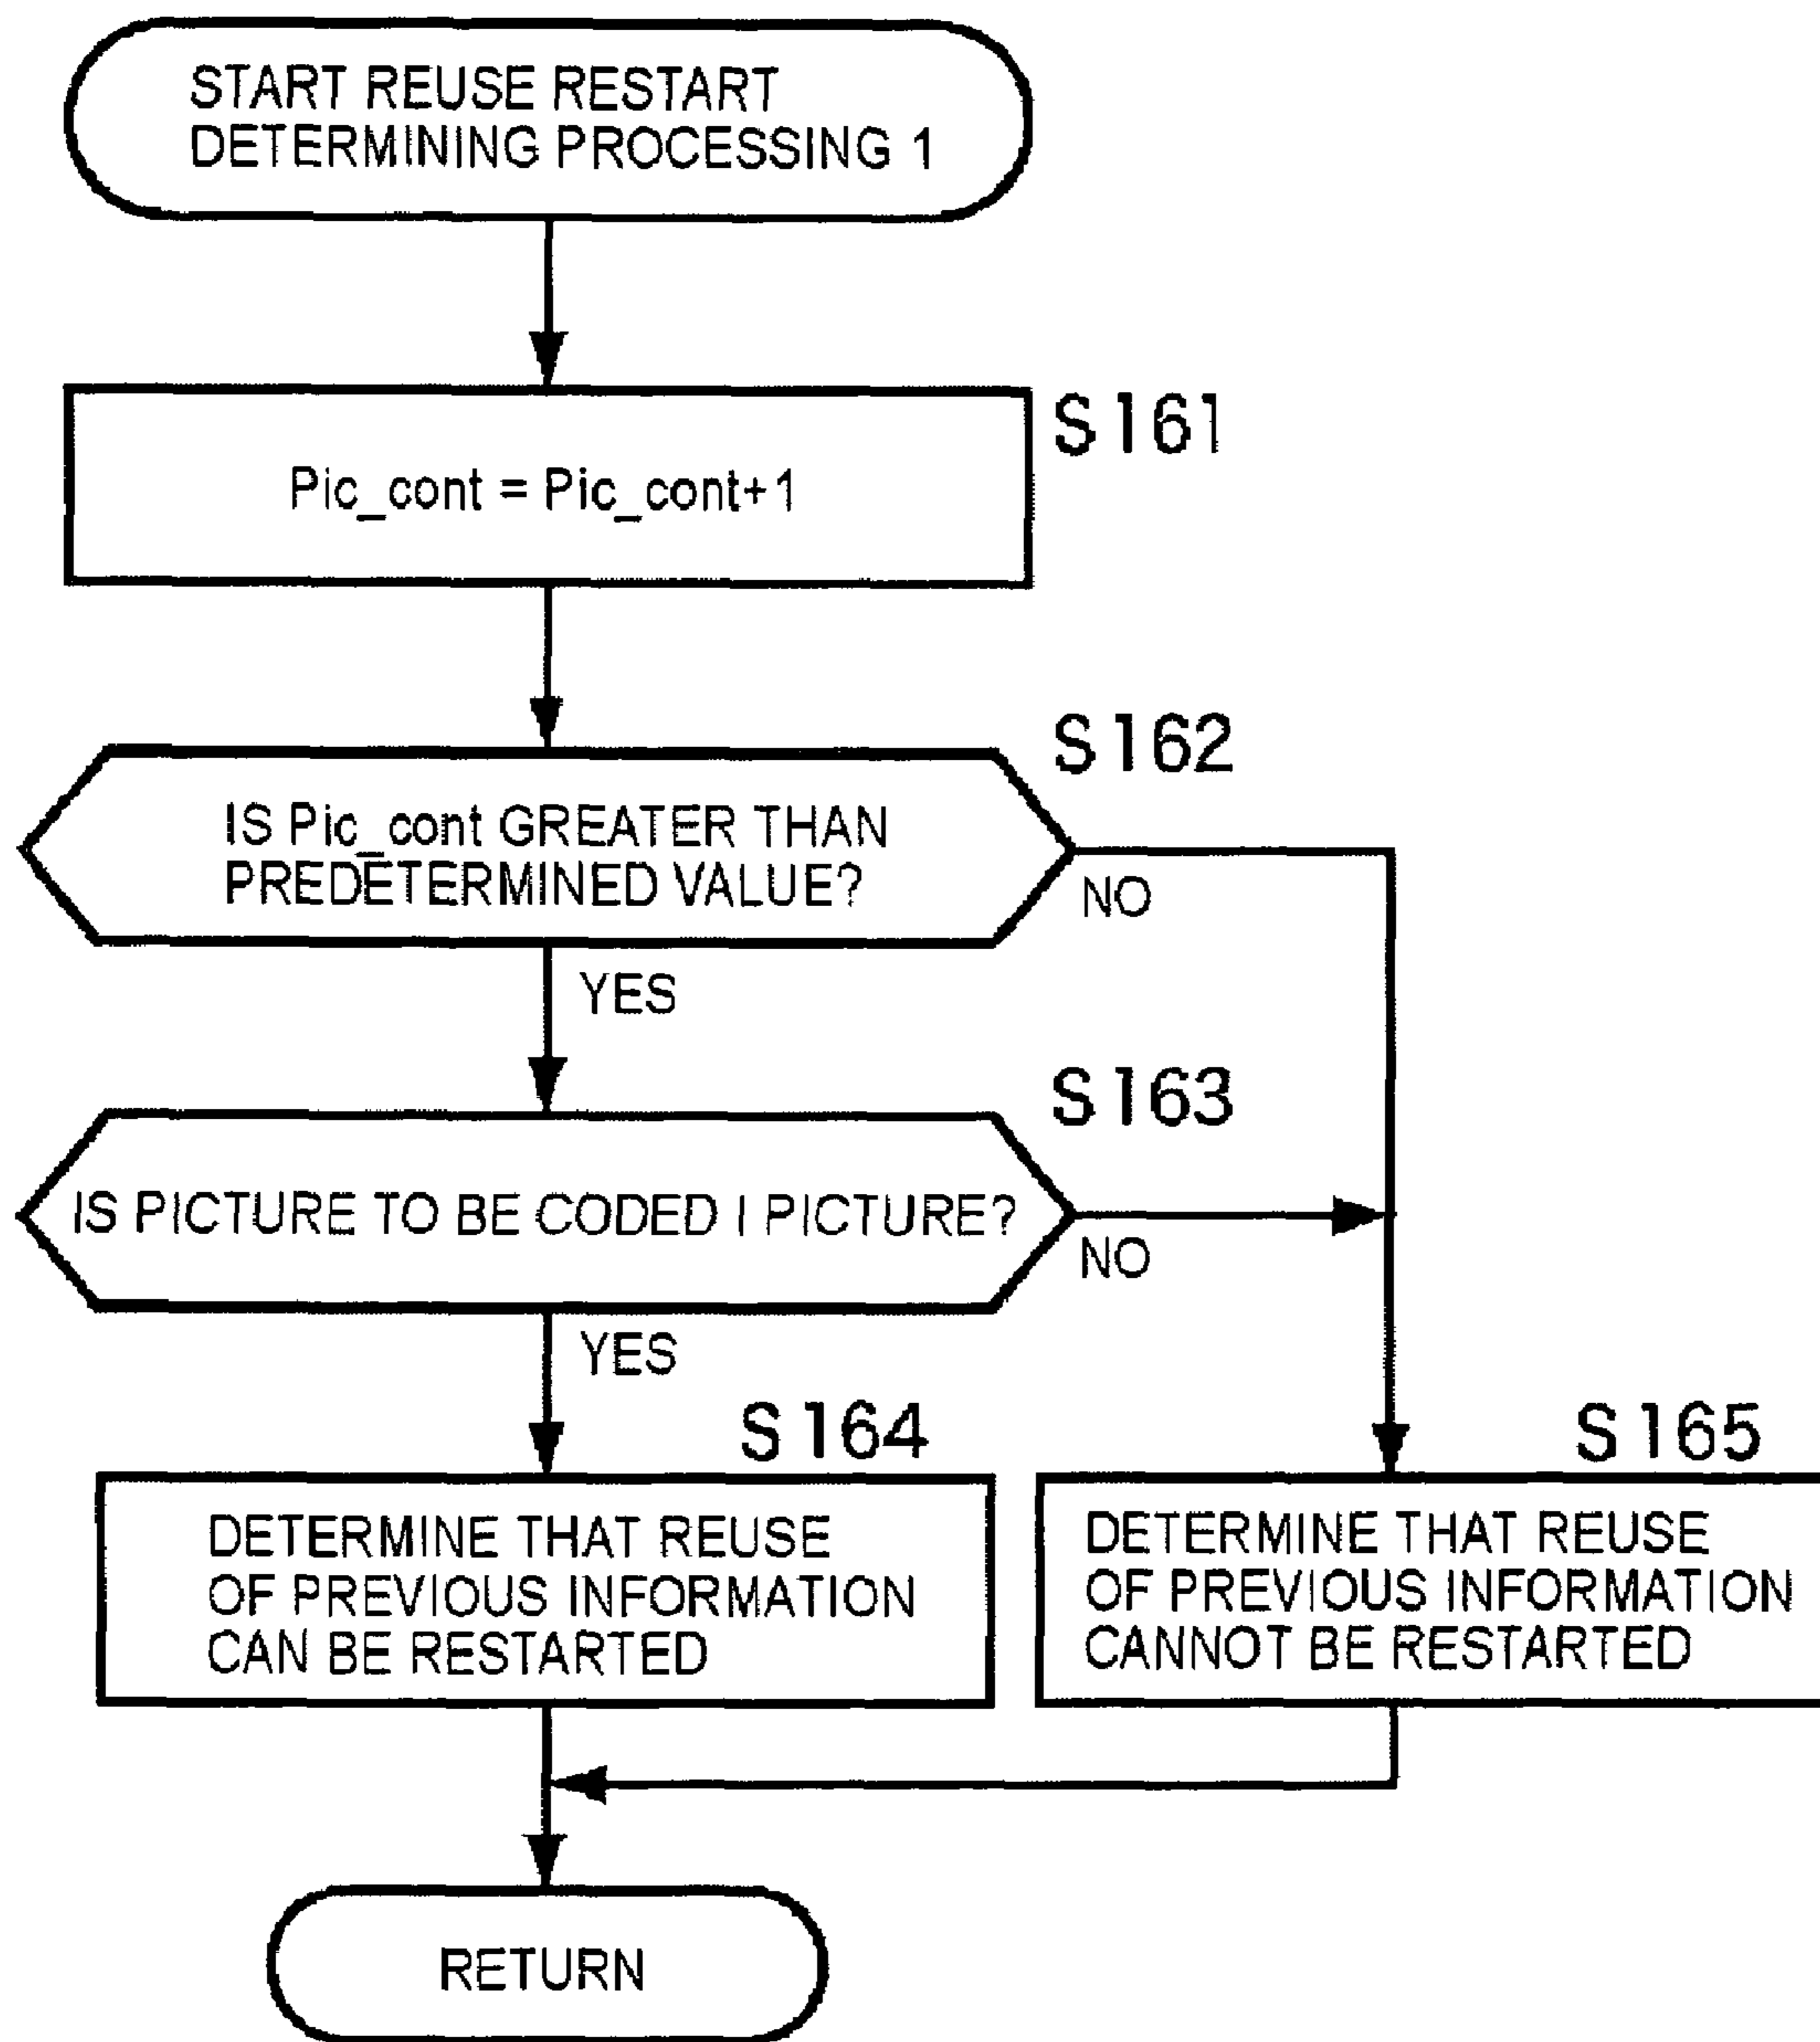 START REUSE RESTART
DETERMINING PROCESSING 1
S161
Pic_cont = Pic_cont+1
S162
IS Pic_cont GREATER THAN
PREDETERMINED VALUE?
NO
YES
S163
IS PICTURE TO BE CODED I PICTURE?
NO
YES
S164
DETERMINE THAT REUSE
OF PREVIOUS INFORMATION
CAN BE RESTARTED
S165
DETERMINE THAT REUSE
OF PREVIOUS INFORMATION
CANNOT BE RESTARTED
RETURN